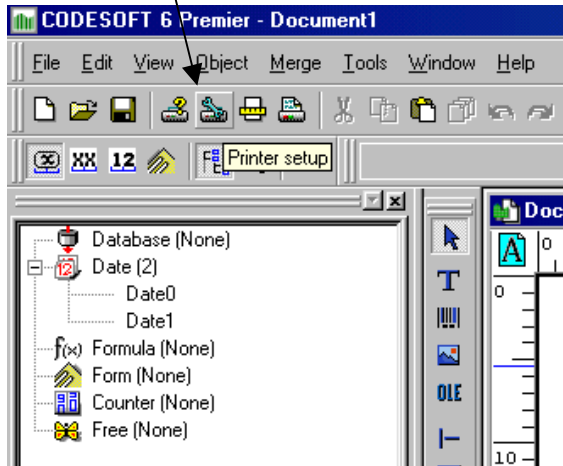 CODESOFT 6 Premier - Document1
File Edit View Object Merge Tools Window Help
XX 12 Printer setup
Doc
Database (None)
A 0
Date (2)
T
0
Date0
Date1
f(x) Formula (None)
Form (None)
OLE
Counter (None)
Free (None)
10